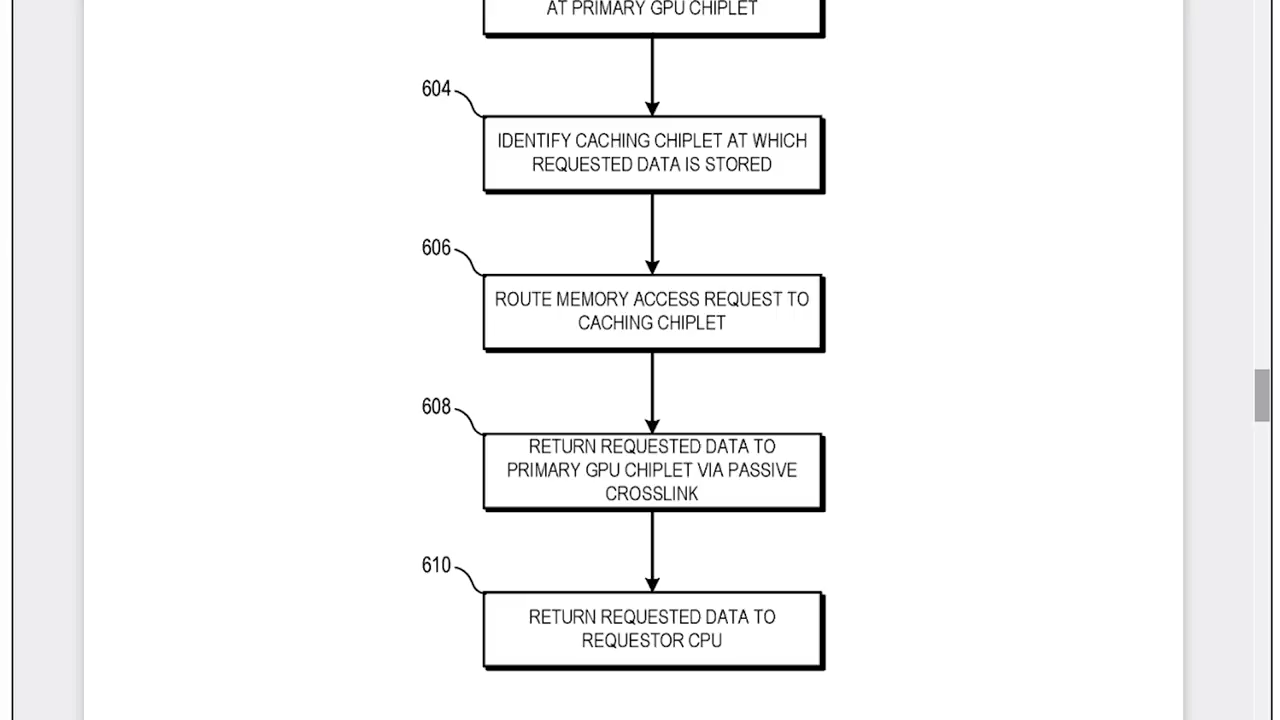 AT PRIMARY GPU CHIPLET
604
IDENTIFY CACHING CHIPLET AT WHICH
REQUESTED DATA IS STORED
606
ROUTE MEMORY ACCESS REQUEST TO
CACHING CHIPLET
608
RETURN REQUESTED DATA TO
PRIMARY GPU CHIPLET VIA PASSIVE
CROSSLINK
610
RETURN REQUESTED DATA TO
REQUESTOR CPU